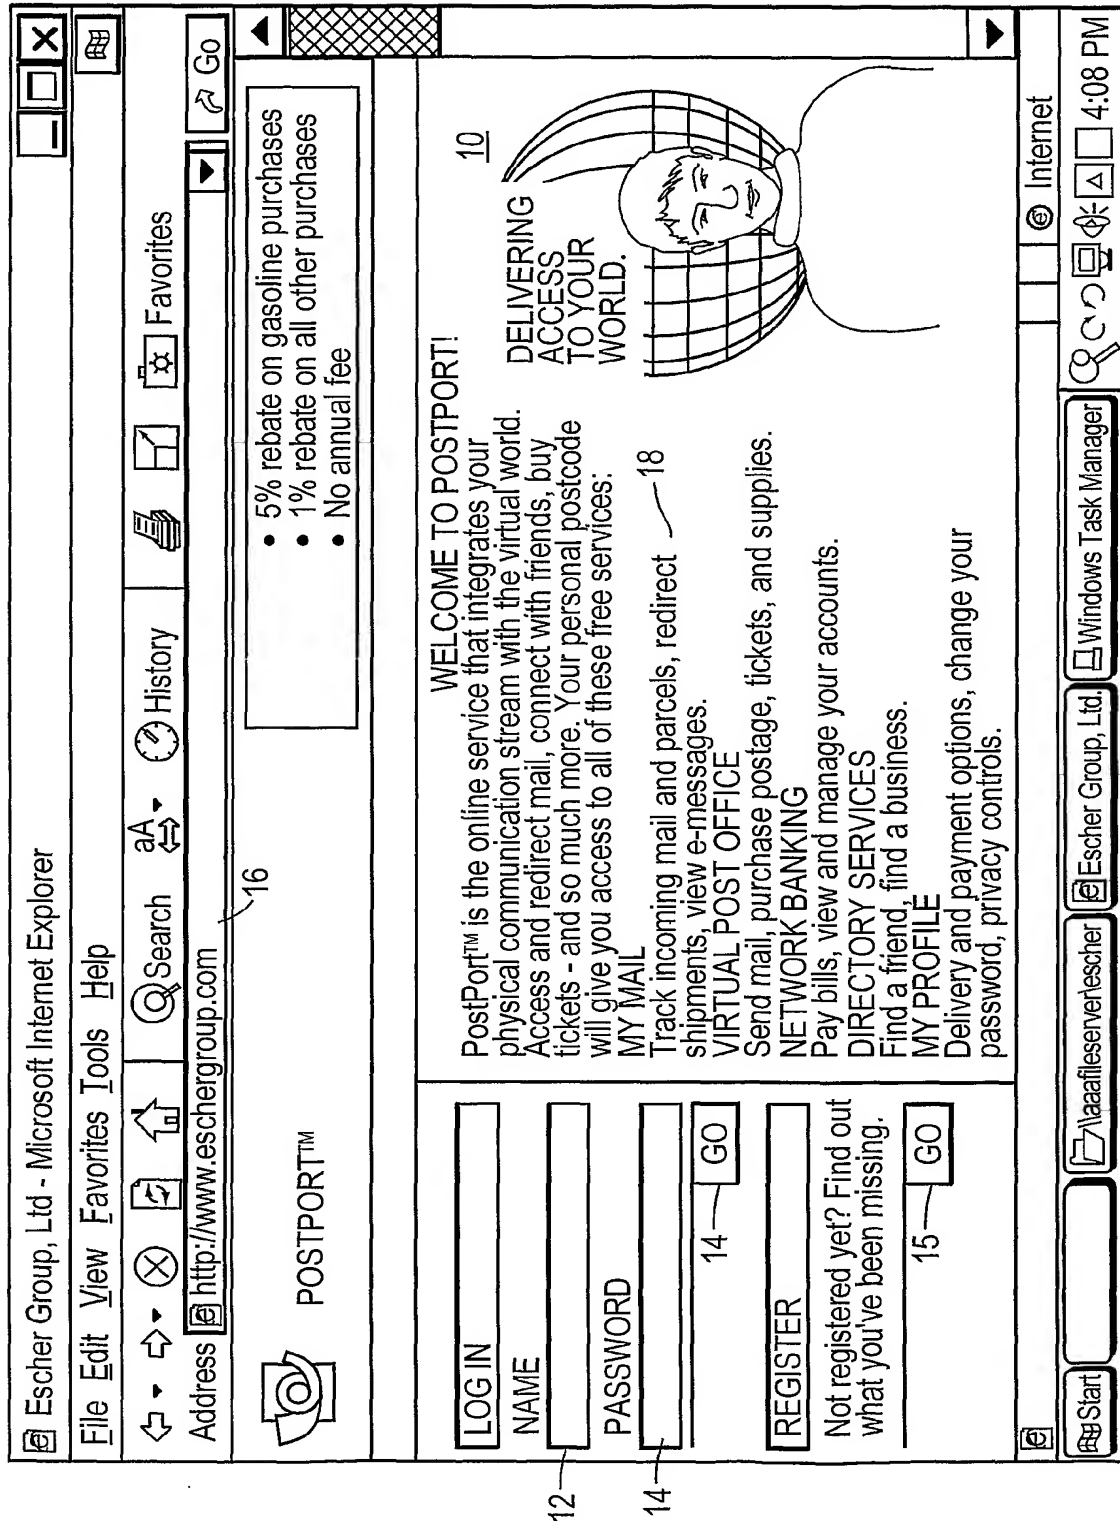 Escher Group, Ltd - Microsoft Internet Explorer
File Edit View Favorites Tools Help
Search aA History Favorites
Address http://www.eschergroup.com Go
16
POSTPORT™
• 5% rebate on gasoline purchases
• 1% rebate on all other purchases
• No annual fee
LOG IN
NAME
12
PASSWORD
14
14 GO
REGISTER
Not registered yet? Find out
what you've been missing.
15 GO
WELCOME TO POSTPORT!
PostPort™ is the online service that integrates your
physical communication stream with the virtual world.
Access and redirect mail, connect with friends, buy
tickets - and so much more. Your personal postcode
will give you access to all of these free services:
MY MAIL
Track incoming mail and parcels, redirect 18
shipments, view e-messages.
VIRTUAL POST OFFICE
Send mail, purchase postage, tickets, and supplies.
NETWORK BANKING
Pay bills, view and manage your accounts.
DIRECTORY SERVICES
Find a friend, find a business.
MY PROFILE
Delivery and payment options, change your
password, privacy controls.
10
DELIVERING
ACCESS
TO YOUR
WORLD.
Internet
Start \\aaafileserver\escher Escher Group, Ltd. Windows Task Manager 4:08 PM